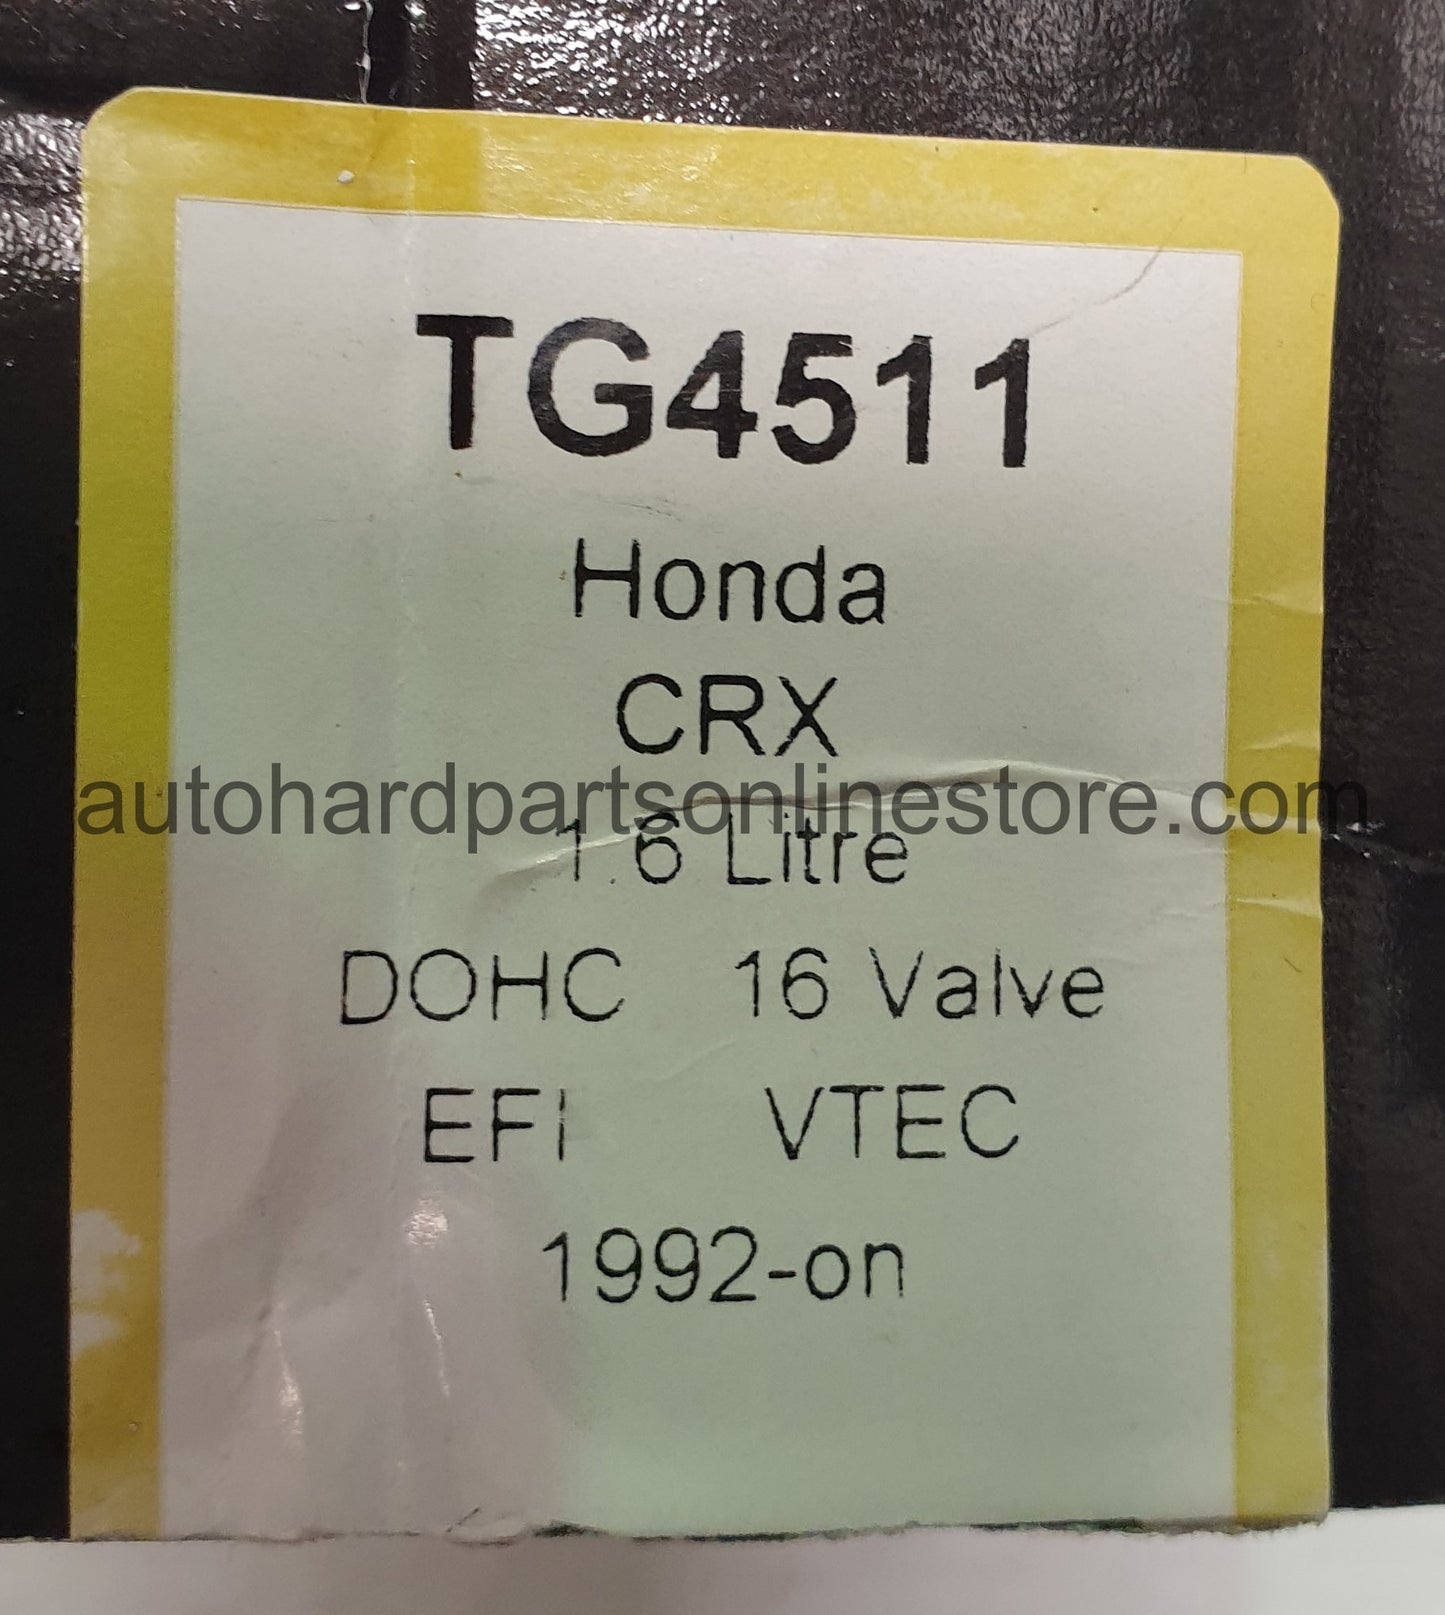 TG4511
Honda
CRX
autohardpartsonlinestore.com
1.6 Litre
DOHC 16 Valve
EFI VTEC
1992-on